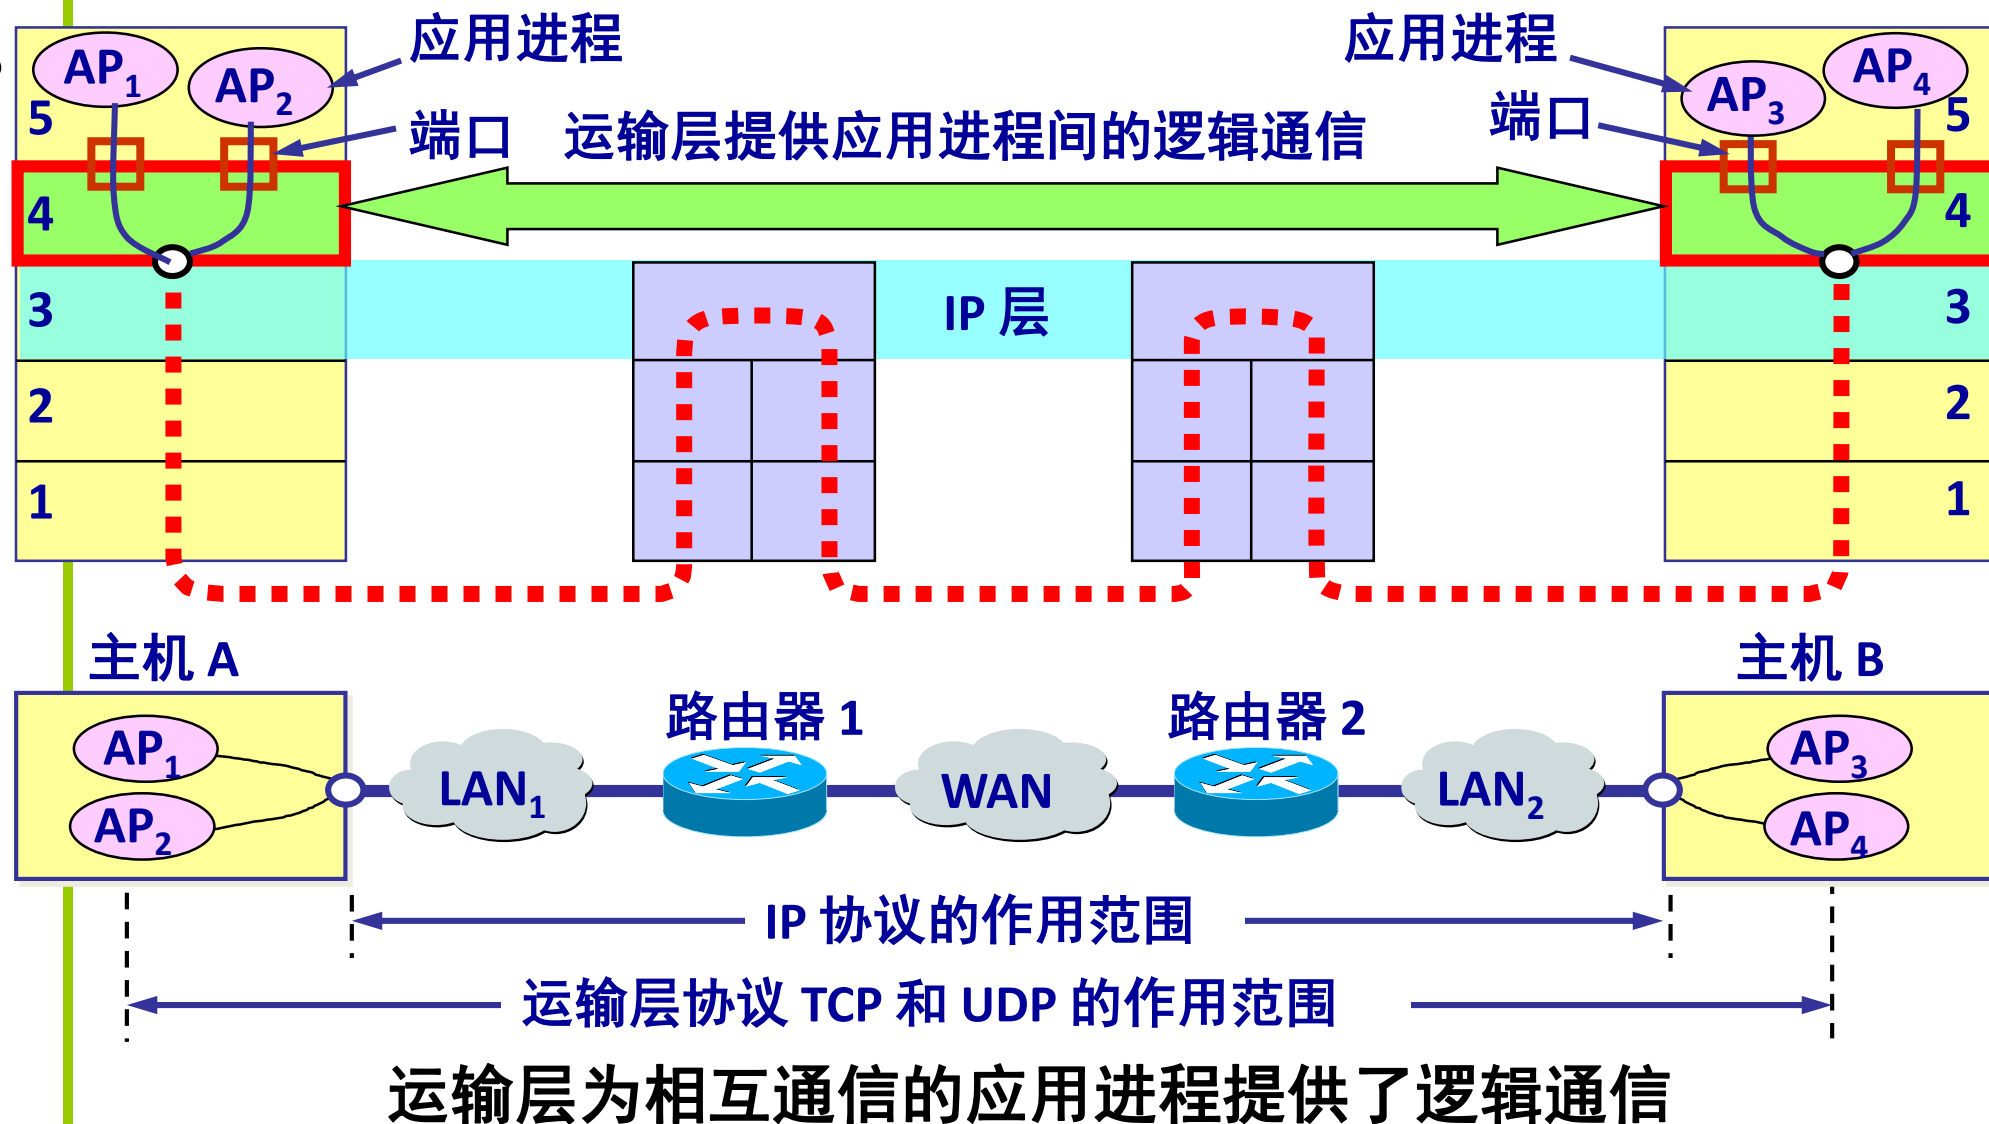 应用进程
应用进程
AP1
AP2
AP3
AP4
5
端口
运输层提供应用进程间的逻辑通信
端口
5
4
4
3
IP 层
3
2
2
1
1
主机 A
主机 B
路由器 1
路由器 2
AP1
LAN1
WAN
LAN2
AP3
AP2
AP4
IP 协议的作用范围
运输层协议 TCP 和 UDP 的作用范围
运输层为相互通信的应用进程提供了逻辑通信